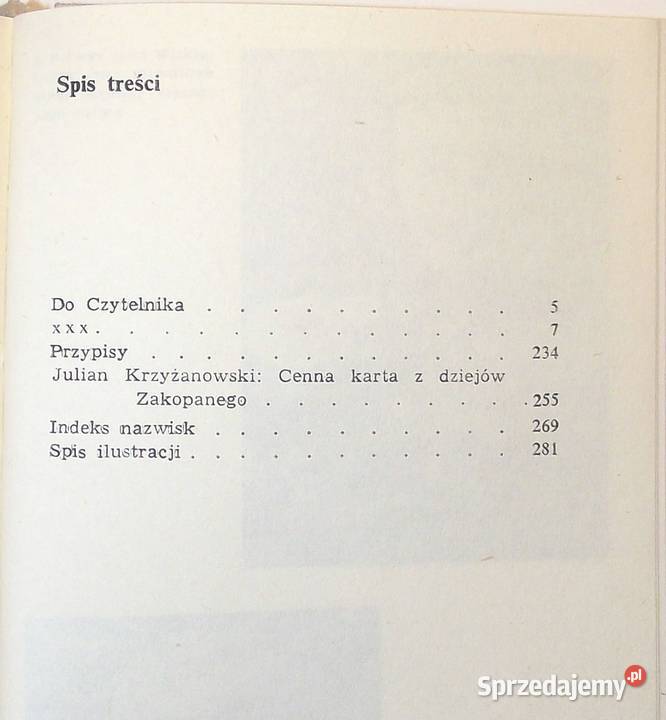 Spis treści
Do Czytelnika . . . . . . . . . . . 5
xxx . . . . . . . . . . . . . . 7
Przypisy . . . . . . . . . . . . 234
Julian Krzyżanowski: Cenna karta z dziejów
Zakopanego . . . . . . . . . 255
Indeks nazwisk . . . . . . . . . . 269
Spis ilustracji . . . . . . . . . . . 281
Sprzedajemy.pl